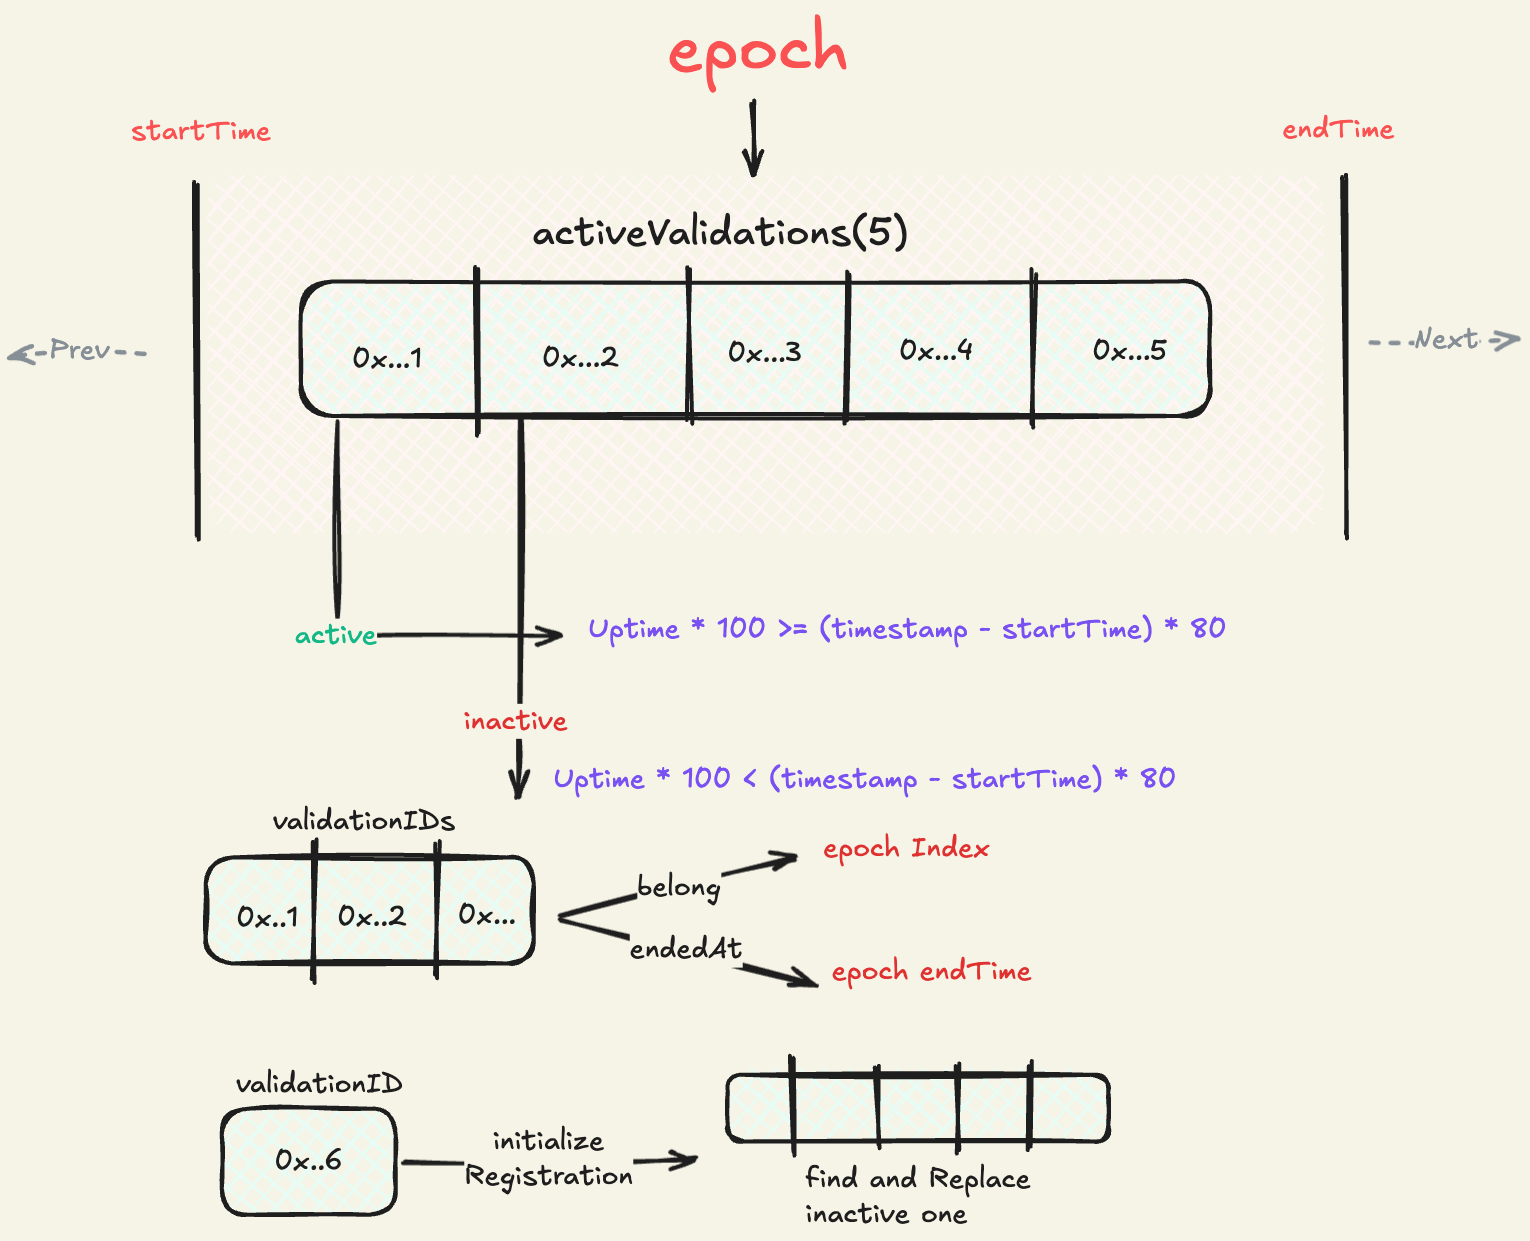 epoch
startTime
endTime
activeValidations(5)
0x...1
0x...2
0x...3
0x...4
0x...5
Prev
Next
active
Uptime * 100 >= (timestamp - startTime) * 80
inactive
Uptime * 100 < (timestamp - startTime) * 80
validationIDs
0x..1
0x..2
0x...
belong
epoch Index
endedAt
epoch endTime
validationID
0x..6
initialize
Registration
find and Replace
inactive one